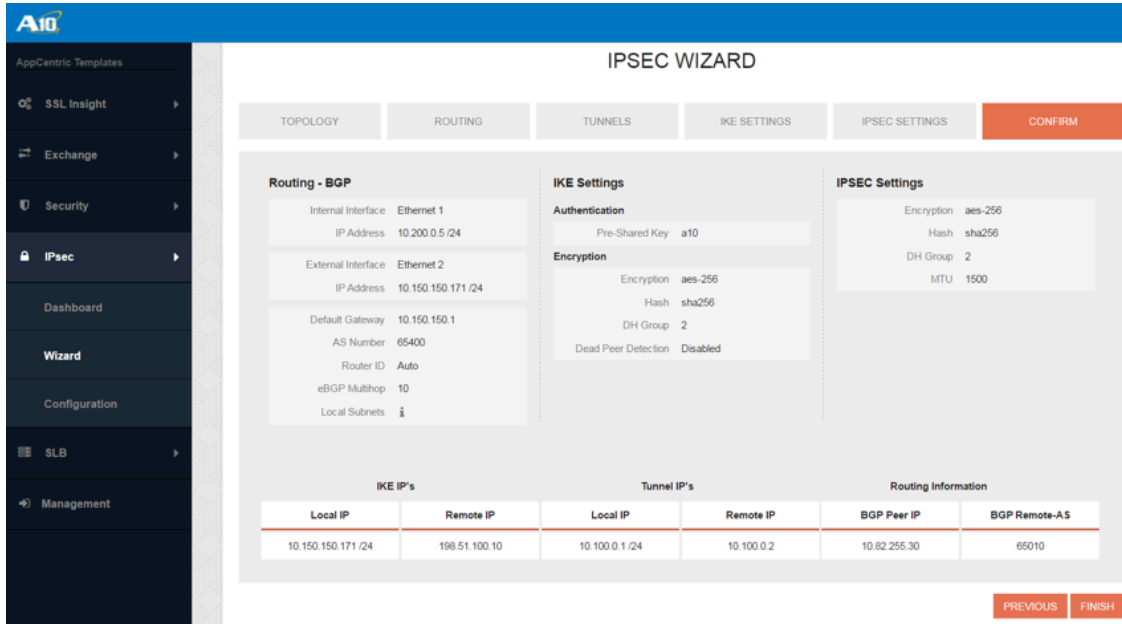 A10
AppCentric Templates
SSL Insight
Exchange
Security
IPsec
Dashboard
Wizard
Configuration
SLB
Management
IPSEC WIZARD
TOPOLOGY ROUTING TUNNELS IKE SETTINGS IPSEC SETTINGS CONFIRM
Routing - BGP
Internal Interface Ethernet 1
IP Address 10.200.0.5 /24
External Interface Ethernet 2
IP Address 10.150.150.171 /24
Default Gateway 10.150.150.1
AS Number 65400
Router ID Auto
eBGP Multihop 10
Local Subnets i
IKE Settings
Authentication
Pre-Shared Key a10
Encryption
Encryption aes-256
Hash sha256
DH Group 2
Dead Peer Detection Disabled
IPSEC Settings
Encryption aes-256
Hash sha256
DH Group 2
MTU 1500
IKE IP's Tunnel IP's Routing Information
Local IP Remote IP Local IP Remote IP BGP Peer IP BGP Remote-AS
10.150.150.171 /24 198.51.100.10 10.100.0.1 /24 10.100.0.2 10.82.255.30 65010
PREVIOUS FINISH